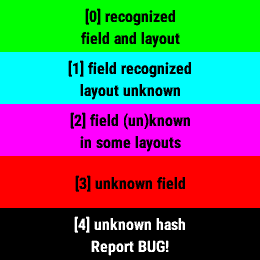 [0] recognized
field and layout
[1] field recognized
layout unknown
[2] field (un)known
in some layouts
[3] unknown field
[4] unknown hash
Report BUG!